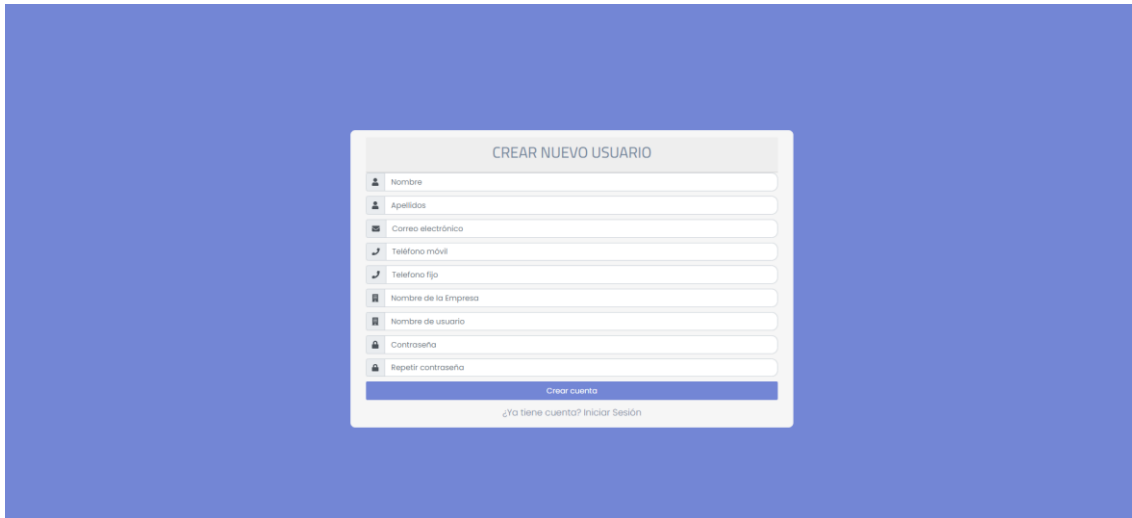 CREAR NUEVO USUARIO
Nombre
Apellidos
Correo electrónico
Teléfono móvil
Telefono fijo
Nombre de la Empresa
Nombre de usuario
Contraseña
Repetir contraseña
Crear cuenta
¿Ya tiene cuenta? Iniciar Sesión